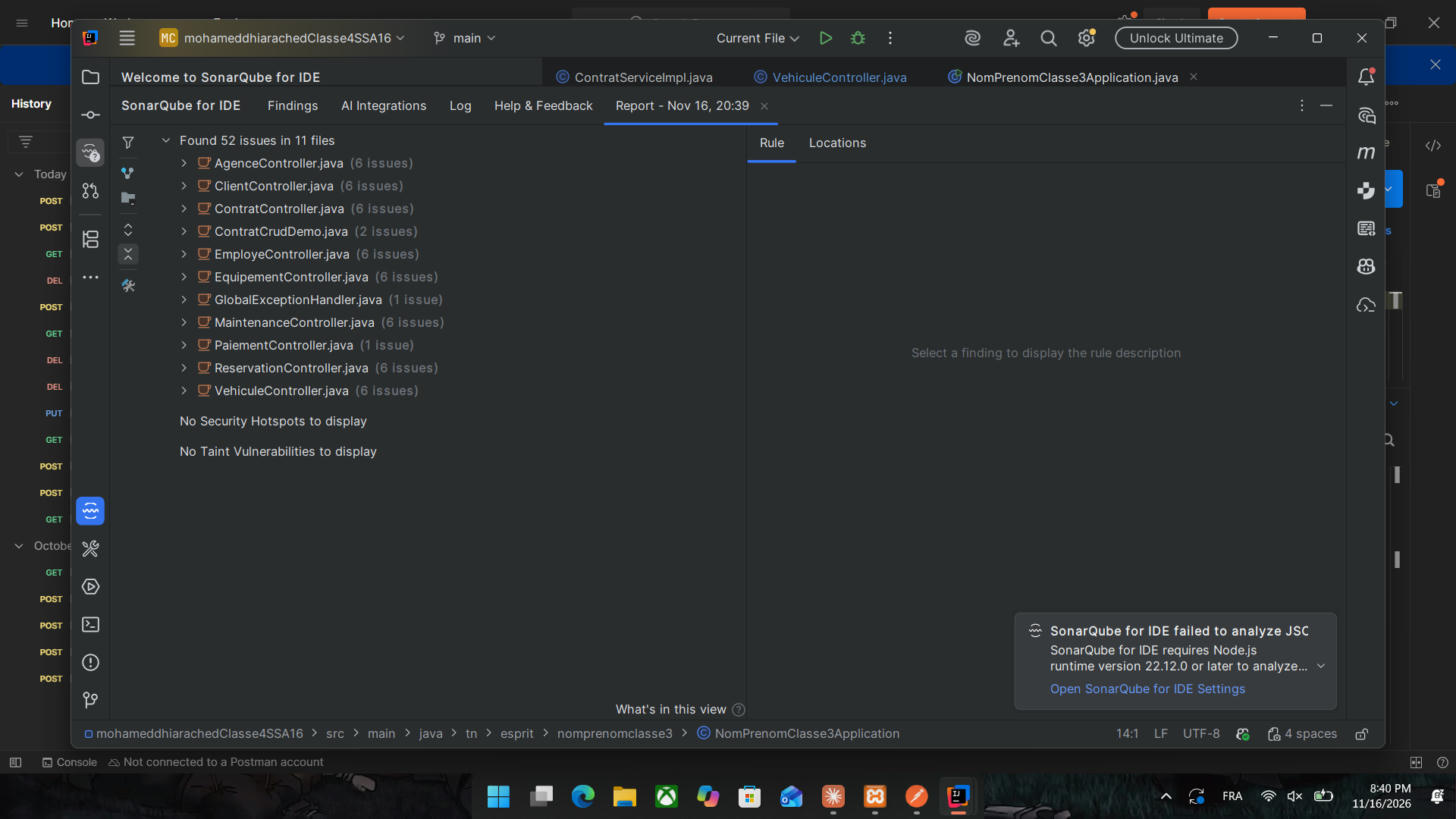 Hom
MC mohameddhiarachedClasse4SSA16 main Current File Unlock Ultimate
Welcome to SonarQube for IDE
ContratServiceImpl.java VehiculeController.java NomPrenomClasse3Application.java
History
SonarQube for IDE Findings AI Integrations Log Help & Feedback Report - Nov 16, 20:39
Found 52 issues in 11 files
Rule Locations
AgenceController.java (6 issues)
ClientController.java (6 issues)
ContratController.java (6 issues)
ContratCrudDemo.java (2 issues)
EmployeController.java (6 issues)
EquipementController.java (6 issues)
GlobalExceptionHandler.java (1 issue)
MaintenanceController.java (6 issues)
PaiementController.java (1 issue)
ReservationController.java (6 issues)
VehiculeController.java (6 issues)
No Security Hotspots to display
No Taint Vulnerabilities to display
Select a finding to display the rule description
Today
POST
POST
GET
DEL
POST
GET
DEL
DEL
PUT
GET
POST
POST
GET
Octobe
GET
POST
POST
POST
POST
SonarQube for IDE failed to analyze JSC
SonarQube for IDE requires Node.js
runtime version 22.12.0 or later to analyze...
Open SonarQube for IDE Settings
What's in this view
mohameddhiarachedClasse4SSA16 > src > main > java > tn > esprit > nomprenomclasse3 > NomPrenomClasse3Application 14:1 LF UTF-8 4 spaces
Console Not connected to a Postman account
FRA
8:40 PM
11/16/2026